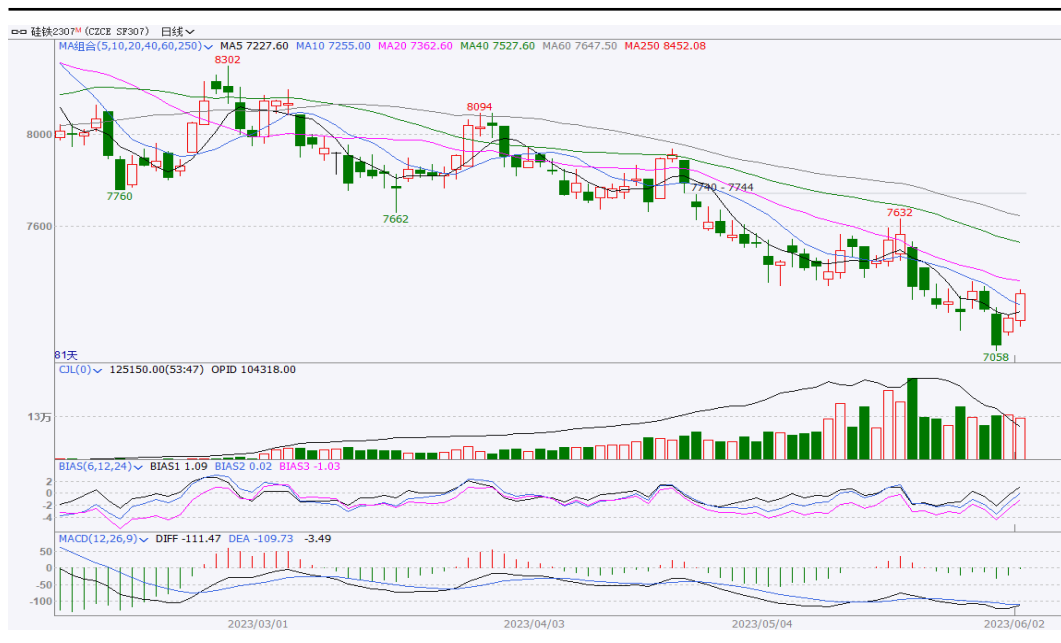 硅铁2307ᴹ (CZCE SF307) 日线
MA组合(5,10,20,40,60,250) MA5 7227.60 MA10 7255.00 MA20 7362.60 MA40 7527.60 MA60 7647.50 MA250 8452.08
8302
8094
8000
7760
7740 - 7744
7662
7632
7600
7058
81天
CJL(0) 125150.00(53:47) OPID 104318.00
13万
BIAS(6,12,24) BIAS1 1.09 BIAS2 0.02 BIAS3 -1.03
2
0
-2
-4
MACD(12,26,9) DIFF -111.47 DEA -109.73 -3.49
50
0
-50
-100
2023/03/01 2023/04/03 2023/05/04 2023/06/02